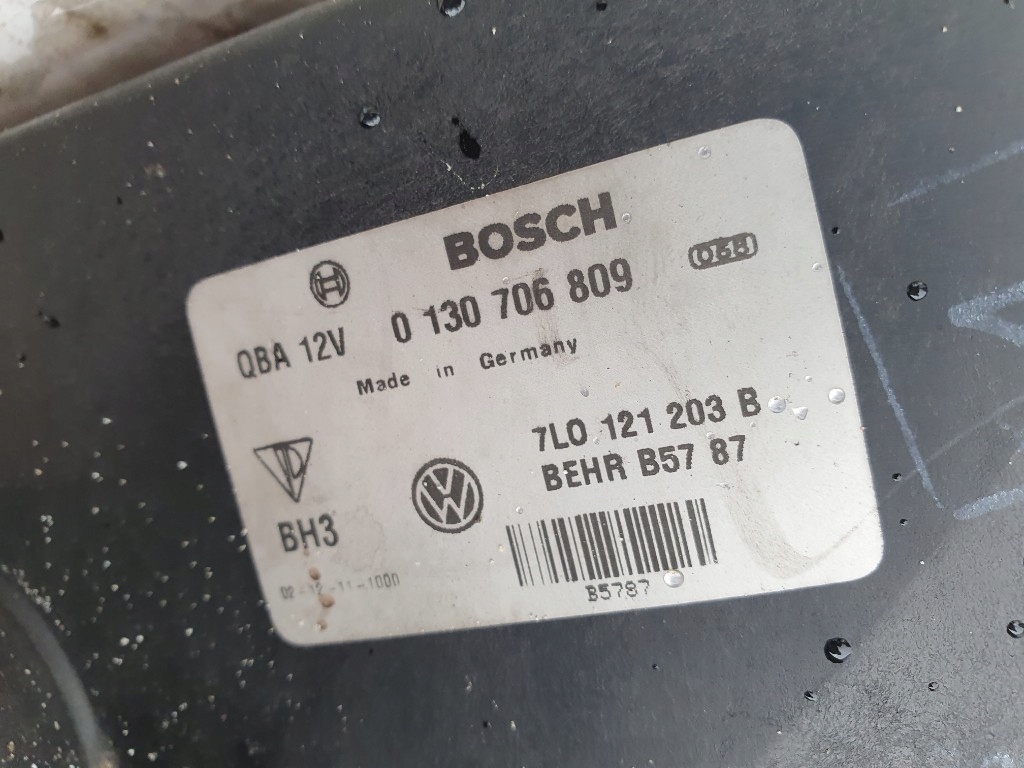 BOSCH
QBA 12V 0 130 706 809
Made in Germany
7L0 121 203 B
BEHR B57 87
BH3
B5787